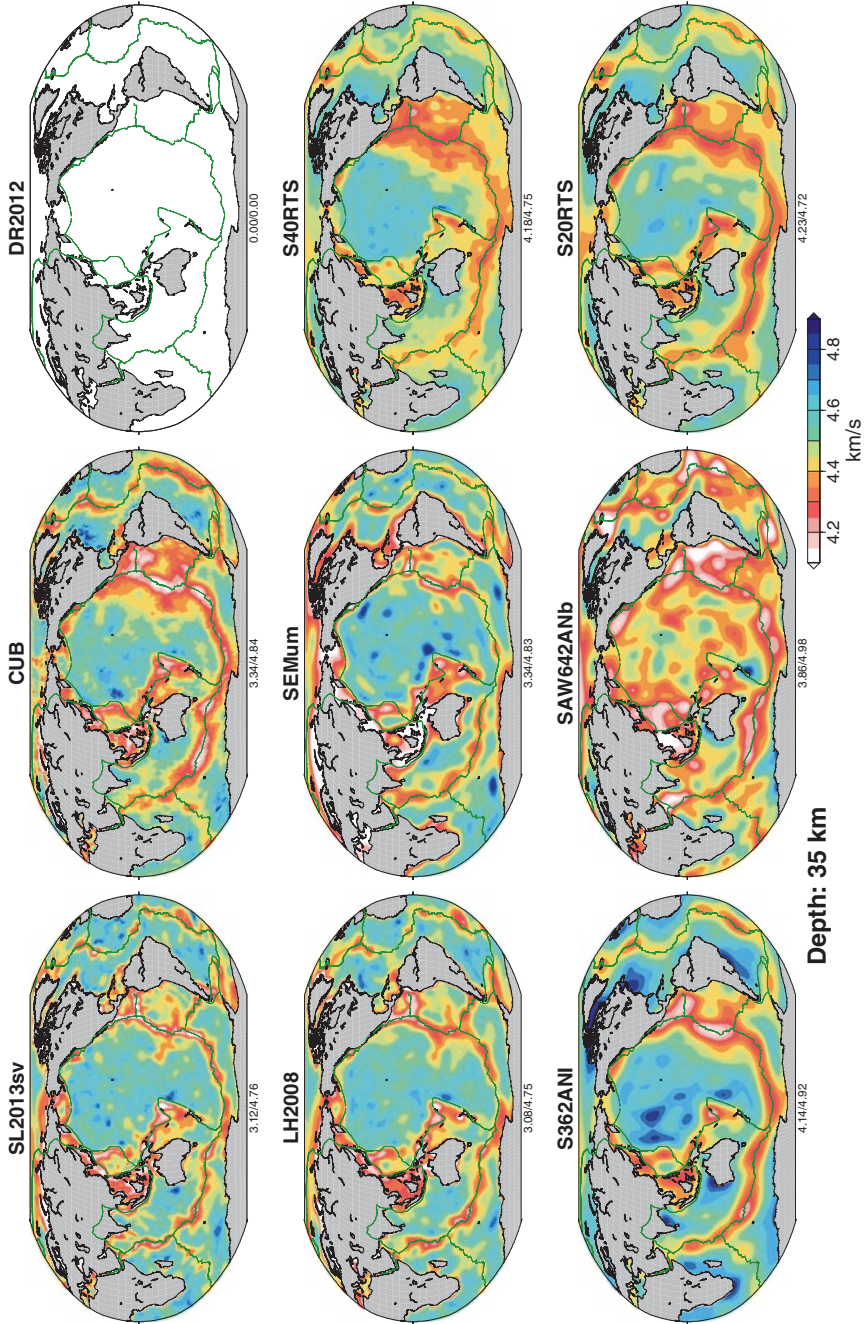 SL2013sv
CUB
DR2012
3.12/4.76
3.34/4.84
0.00/0.00
LH2008
SEMum
S40RTS
3.08/4.75
3.34/4.83
4.18/4.75
S362ANI
SAW642ANb
S20RTS
4.14/4.92
3.86/4.98
4.23/4.72
Depth: 35 km
4.2 4.4 4.6 4.8
km/s